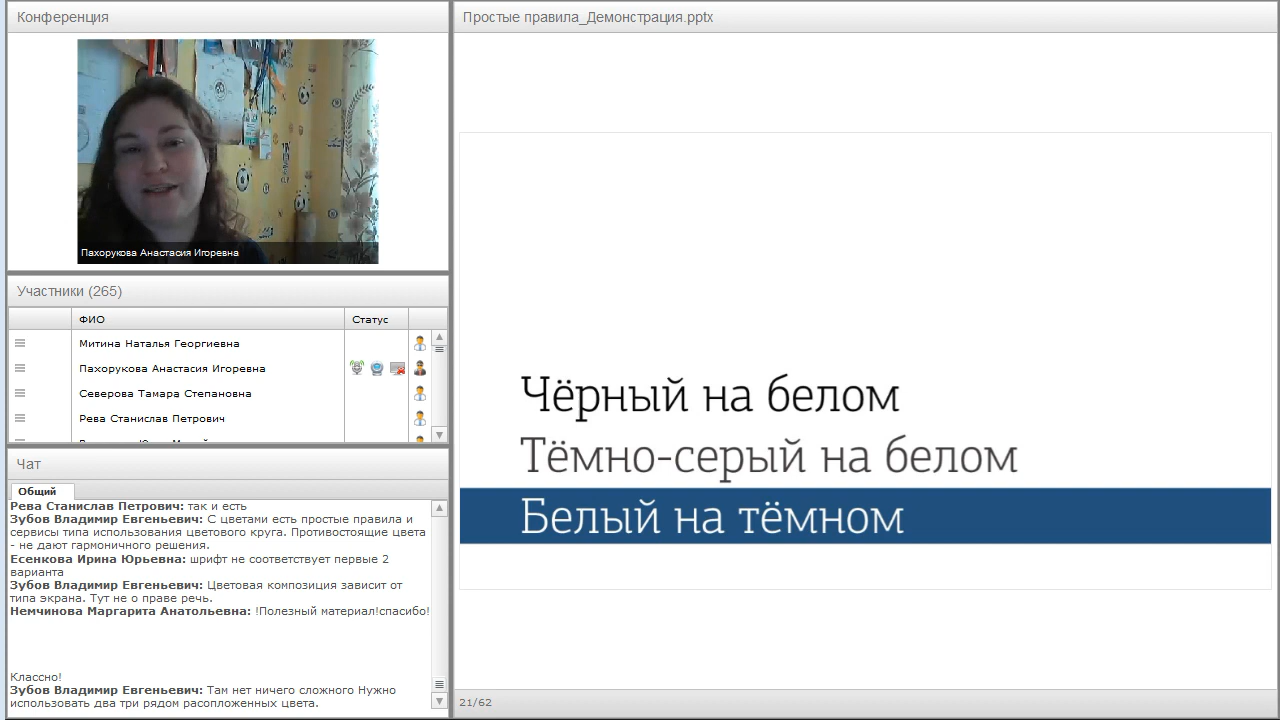 Конференция
Пахорукова Анастасия Игоревна
Участники (265)
ФИО
Статус
Митина Наталья Георгиевна
Пахорукова Анастасия Игоревна
Северова Тамара Степановна
Рева Станислав Петрович
Чат
Общий
Рева Станислав Петрович: так и есть
Зубов Владимир Евгеньевич: С цветами есть простые правила и
сервисы типа использования цветового круга. Противостоящие цвета
- не дают гармоничного решения.
Есенкова Ирина Юрьевна: шрифт не соответствует первые 2
варианта
Зубов Владимир Евгеньевич: Цветовая композиция зависит от
типа экрана. Тут не о праве речь.
Немчинова Маргарита Анатольевна: !Полезный материал!спасибо!
Классно!
Зубов Владимир Евгеньевич: Там нет ничего сложного Нужно
использовать два три рядом расопложенных цвета.
Простые правила_Демонстрация.pptx
Чёрный на белом
Тёмно-серый на белом
Белый на тёмном
21/62